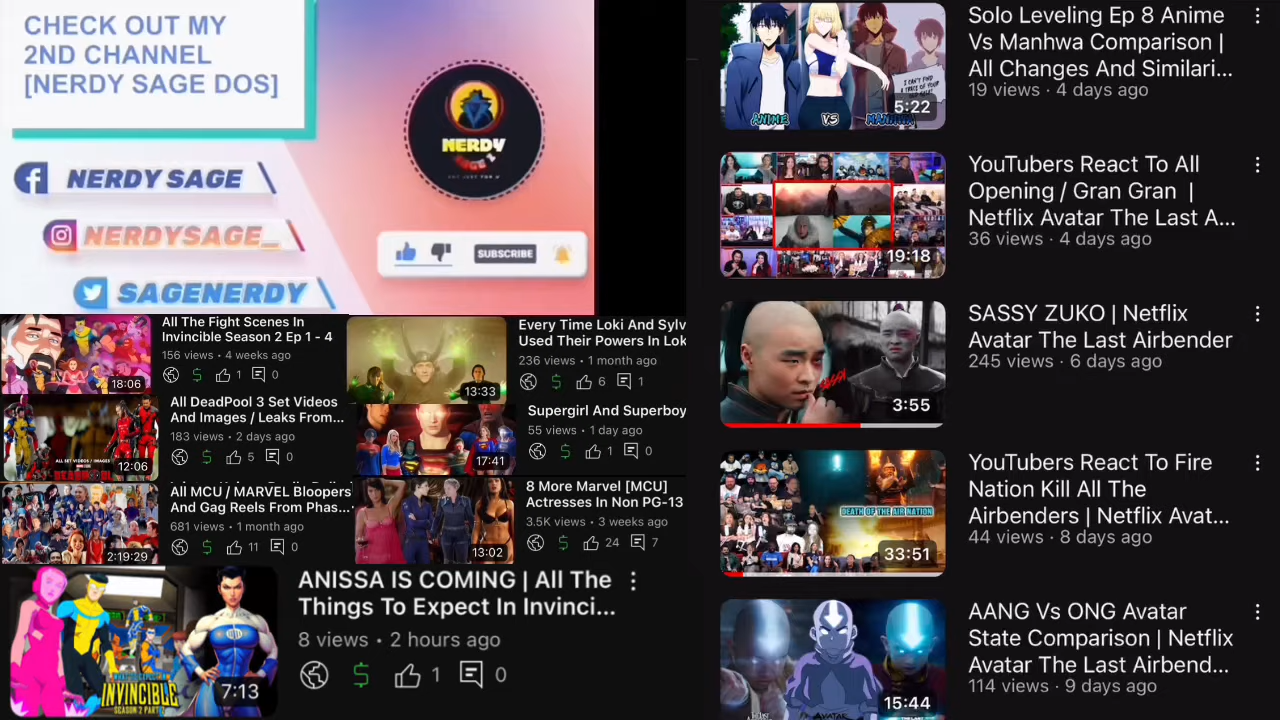 CHECK OUT MY
2ND CHANNEL
[NERDY SAGE DOS]
NERDY
NERDY SAGE
NERDYSAGE_
SAGENERDY
SUBSCRIBE
All The Fight Scenes In
Invincible Season 2 Ep 1 - 4
156 views • 4 weeks ago
1
0
18:06
Every Time Loki And Sylv
Used Their Powers In Lok
236 views • 1 month ago
6
1
13:33
All DeadPool 3 Set Videos
And Images / Leaks From...
183 views • 2 days ago
5
0
ALL SET VIDEOS / IMAGES
12:06
Supergirl And Superboy
55 views • 1 day ago
1
0
17:41
All MCU / MARVEL Bloopers
And Gag Reels From Phas...
681 views • 1 month ago
11
0
2:19:29
8 More Marvel [MCU]
Actresses In Non PG-13
3.5K views • 3 weeks ago
24
7
13:02
ANISSA IS COMING | All The
Things To Expect In Invinci...
8 views • 2 hours ago
1
0
INVINCIBLE
SEASON 2 PART 2
7:13
Solo Leveling Ep 8 Anime
Vs Manhwa Comparison |
All Changes And Similari...
19 views · 4 days ago
I CAN'T FIND
ANIME
VS
MANHWA
5:22
YouTubers React To All
Opening / Gran Gran |
Netflix Avatar The Last A...
36 views · 4 days ago
19:18
SASSY ZUKO | Netflix
Avatar The Last Airbender
245 views · 6 days ago
SASSY
3:55
YouTubers React To Fire
Nation Kill All The
Airbenders | Netflix Avat...
44 views · 8 days ago
DEATH OF THE AIR NATION
33:51
AANG Vs ONG Avatar
State Comparison | Netflix
Avatar The Last Airbend...
114 views · 9 days ago
15:44